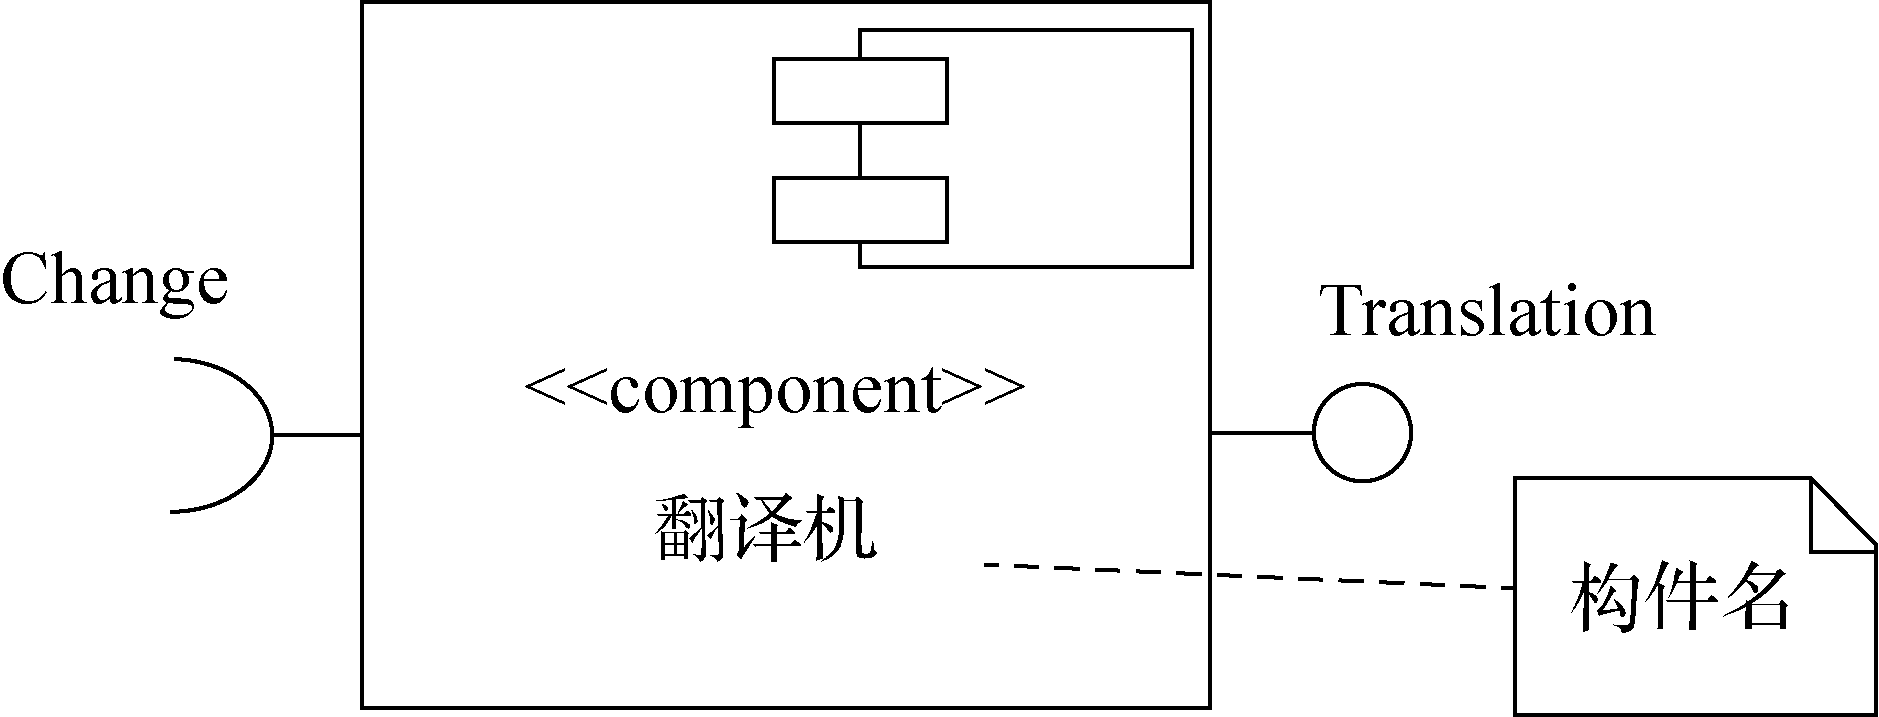 Change
Translation
<<component>>
翻译机
构件名